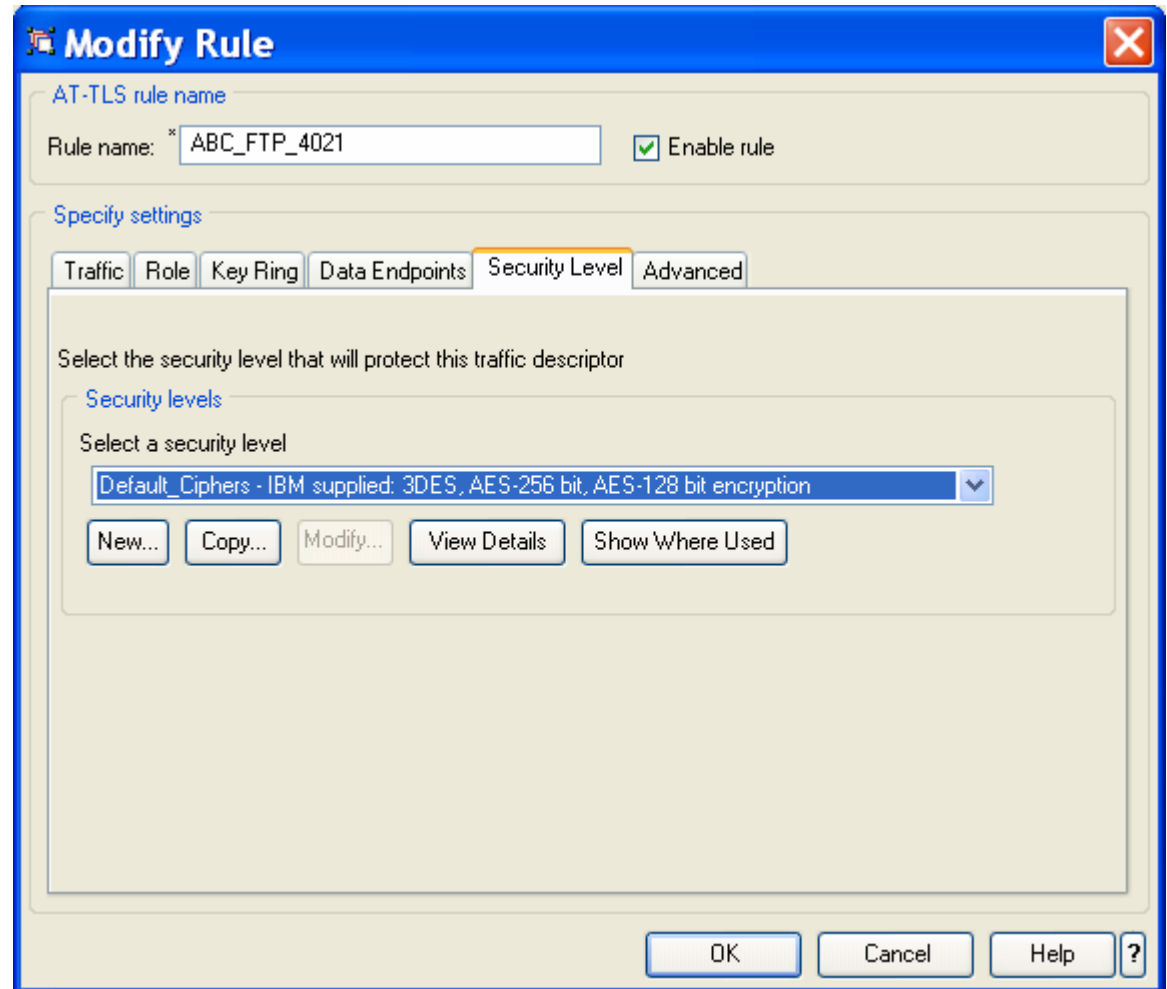 Modify Rule
AT-TLS rule name
Rule name: * ABC_FTP_4021 Enable rule
Specify settings
Traffic Role Key Ring Data Endpoints Security Level Advanced
Select the security level that will protect this traffic descriptor
Security levels
Select a security level
Default_Ciphers - IBM supplied: 3DES, AES-256 bit, AES-128 bit encryption
New... Copy... Modify... View Details Show Where Used
OK Cancel Help ?